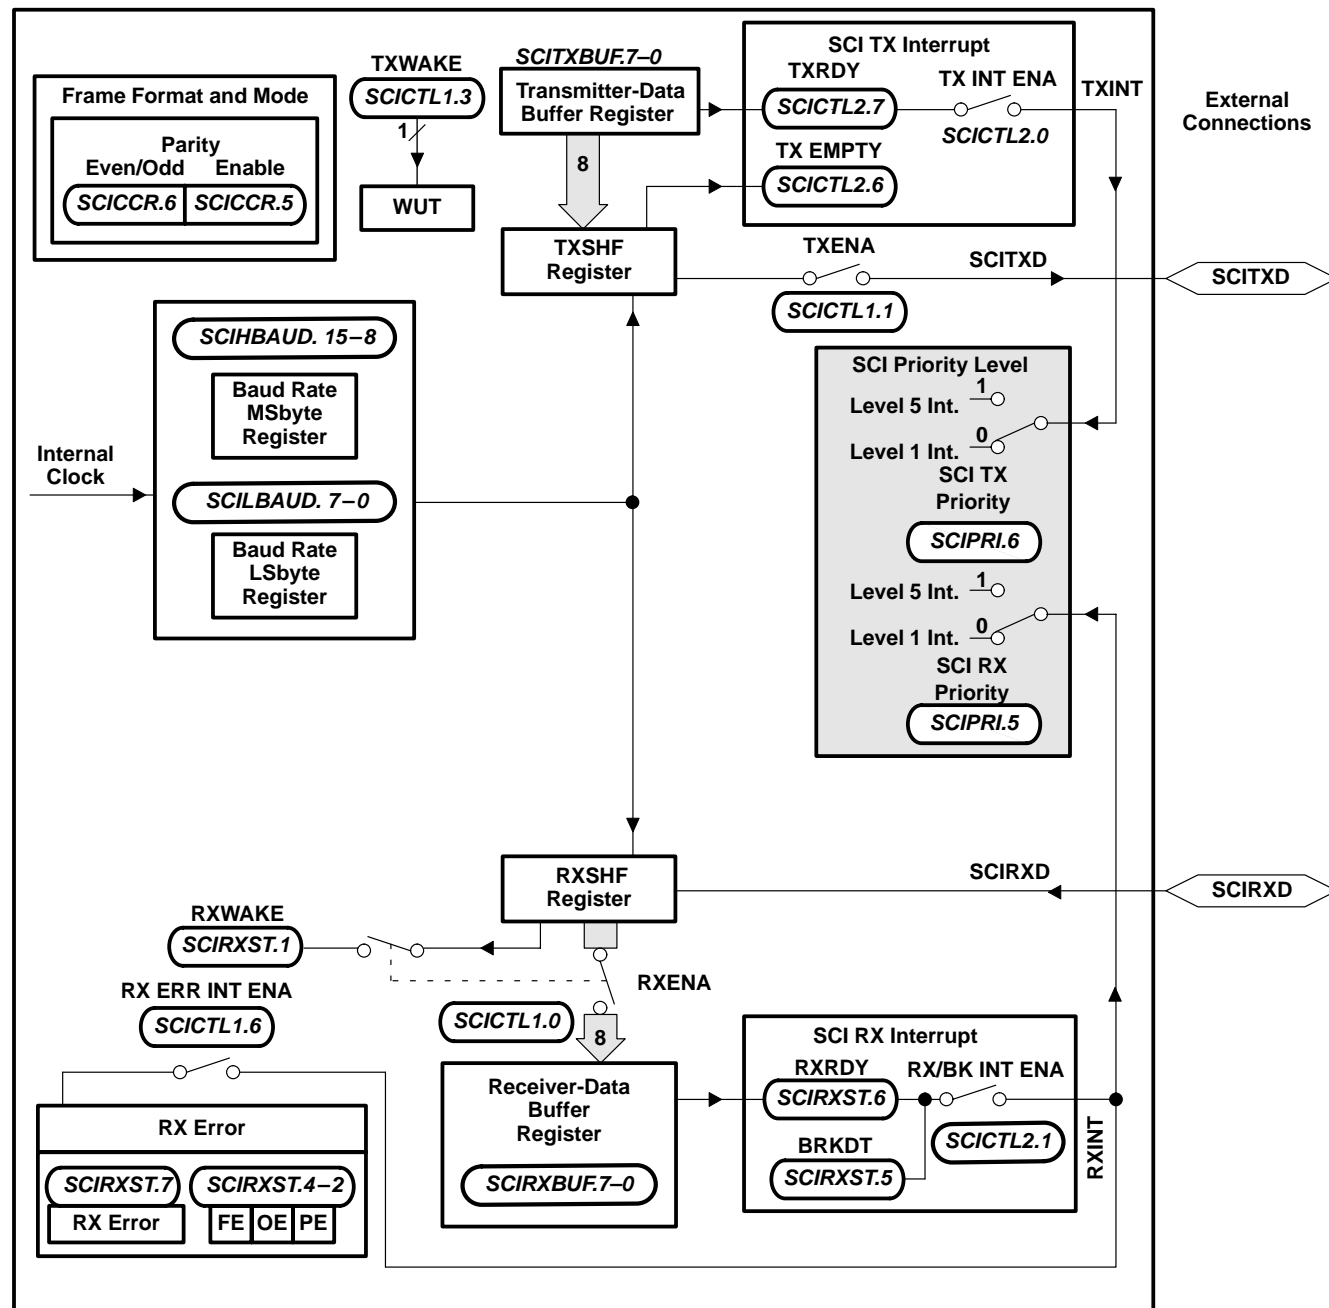 Frame Format and Mode
Parity
Even/Odd Enable
SCICCR.6 SCICCR.5
TXWAKE
SCICTL1.3
1
WUT
SCITXBUF.7–0
Transmitter-Data
Buffer Register
8
TXSHF
Register
SCI TX Interrupt
TXRDY
SCICTL2.7
TX INT ENA
SCICTL2.0
TX EMPTY
SCICTL2.6
TXINT
External
Connections
TXENA
SCICTL1.1
SCITXD
SCITXD
SCIHBAUD. 15–8
Baud Rate
MSbyte
Register
Internal
Clock
SCILBAUD. 7–0
Baud Rate
LSbyte
Register
SCI Priority Level
1
Level 5 Int.
0
Level 1 Int.
SCI TX
Priority
SCIPRI.6
1
Level 5 Int.
0
Level 1 Int.
SCI RX
Priority
SCIPRI.5
RXSHF
Register
SCIRXD
SCIRXD
RXWAKE
SCIRXST.1
RXENA
SCICTL1.0
8
RX ERR INT ENA
SCICTL1.6
RX Error
SCIRXST.7 SCIRXST.4–2
RX Error FE OE PE
Receiver-Data
Buffer
Register
SCIRXBUF.7–0
SCI RX Interrupt
RXRDY
SCIRXST.6
RX/BK INT ENA
SCICTL2.1
BRKDT
SCIRXST.5
RXINT